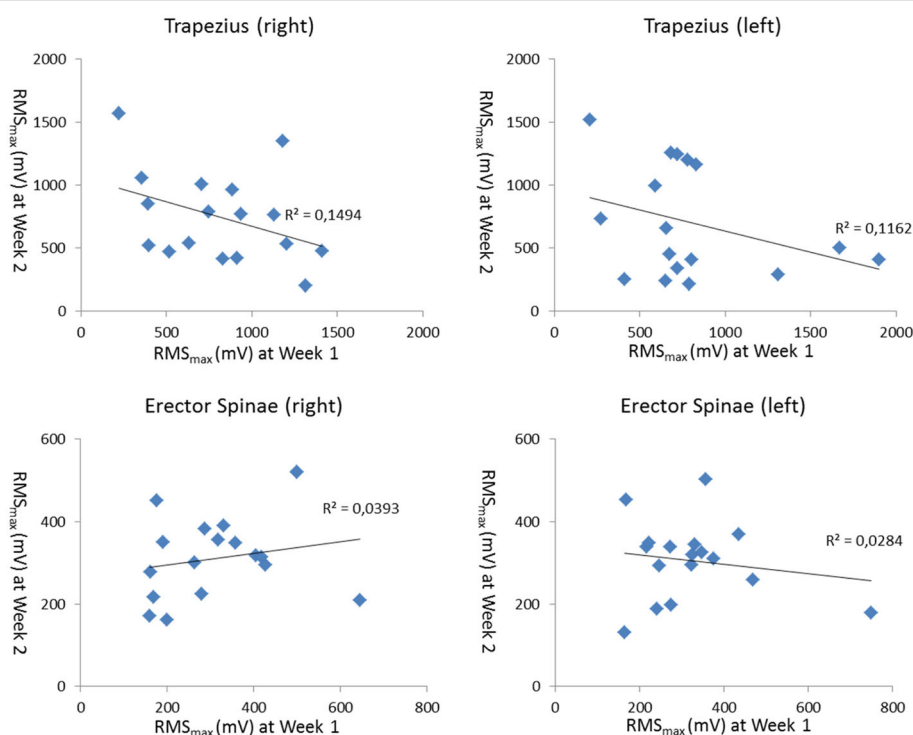 Trapezius (right)
2000
1500
1000
500
0
RMSmax (mV) at Week 2
R² = 0,1494
0 500 1000 1500 2000
RMSmax (mV) at Week 1
Trapezius (left)
2000
1500
1000
500
0
RMSmax (mV) at Week 2
R² = 0,1162
0 500 1000 1500 2000
RMSmax (mV) at Week 1
Erector Spinae (right)
600
400
200
0
RMSmax (mV) at Week 2
R² = 0,0393
0 200 400 600 800
RMSmax (mV) at Week 1
Erector Spinae (left)
600
400
200
0
RMSmax (mV) at Week 2
R² = 0,0284
0 200 400 600 800
RMSmax (mV) at Week 1